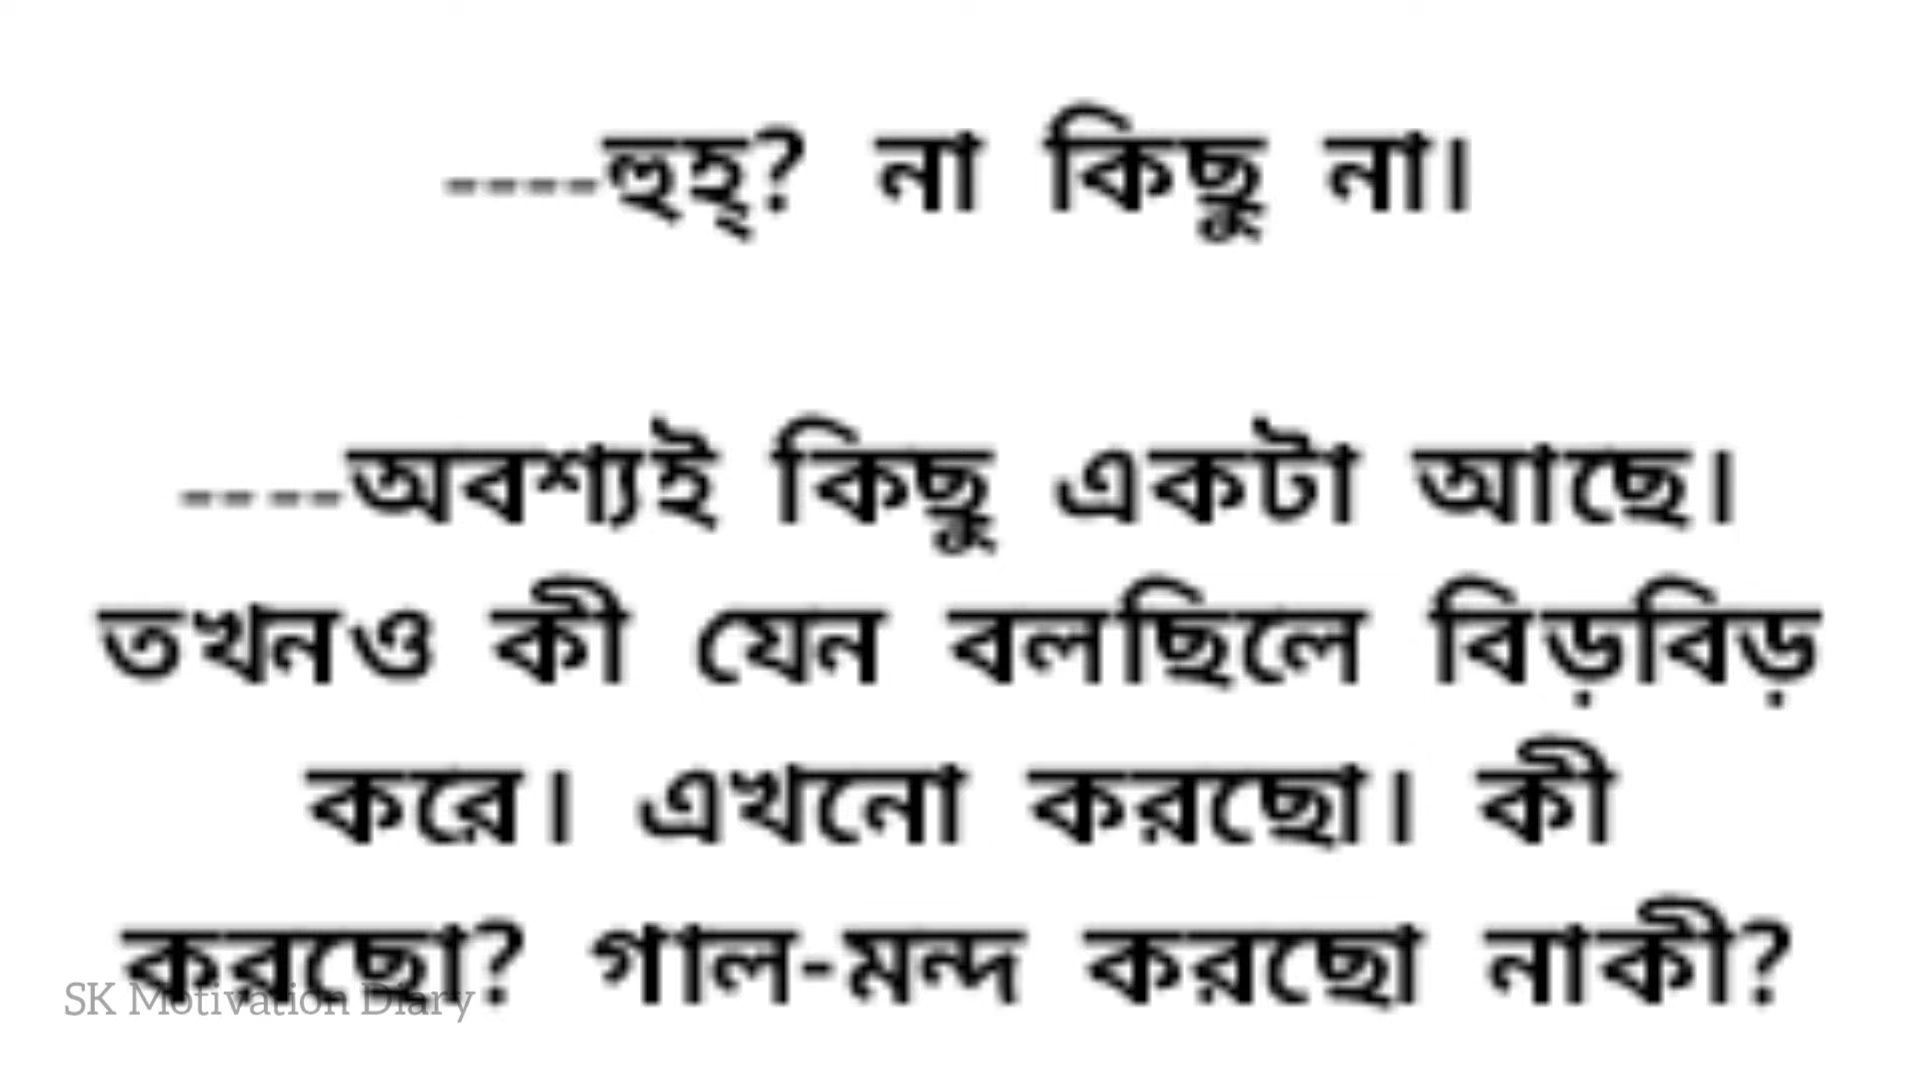 ----হুহ্? না কিছু না।
----অবশ্যই কিছু একটা আছে।
তখনও কী যেন বলছিলে বিড়বিড়
করে। এখনো করছো। কী
করছো? গাল-মন্দ করছো নাকী?
SK Motivation Diary